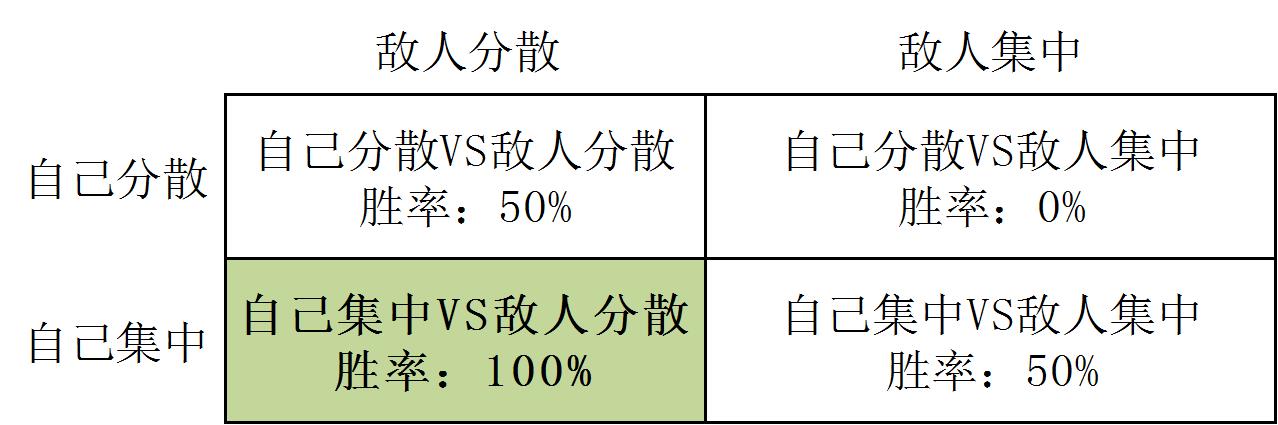 敌人分散
敌人集中
自己分散
自己分散VS敌人分散
胜率：50%
自己分散VS敌人集中
胜率：0%
自己集中
自己集中VS敌人分散
胜率：100%
自己集中VS敌人集中
胜率：50%